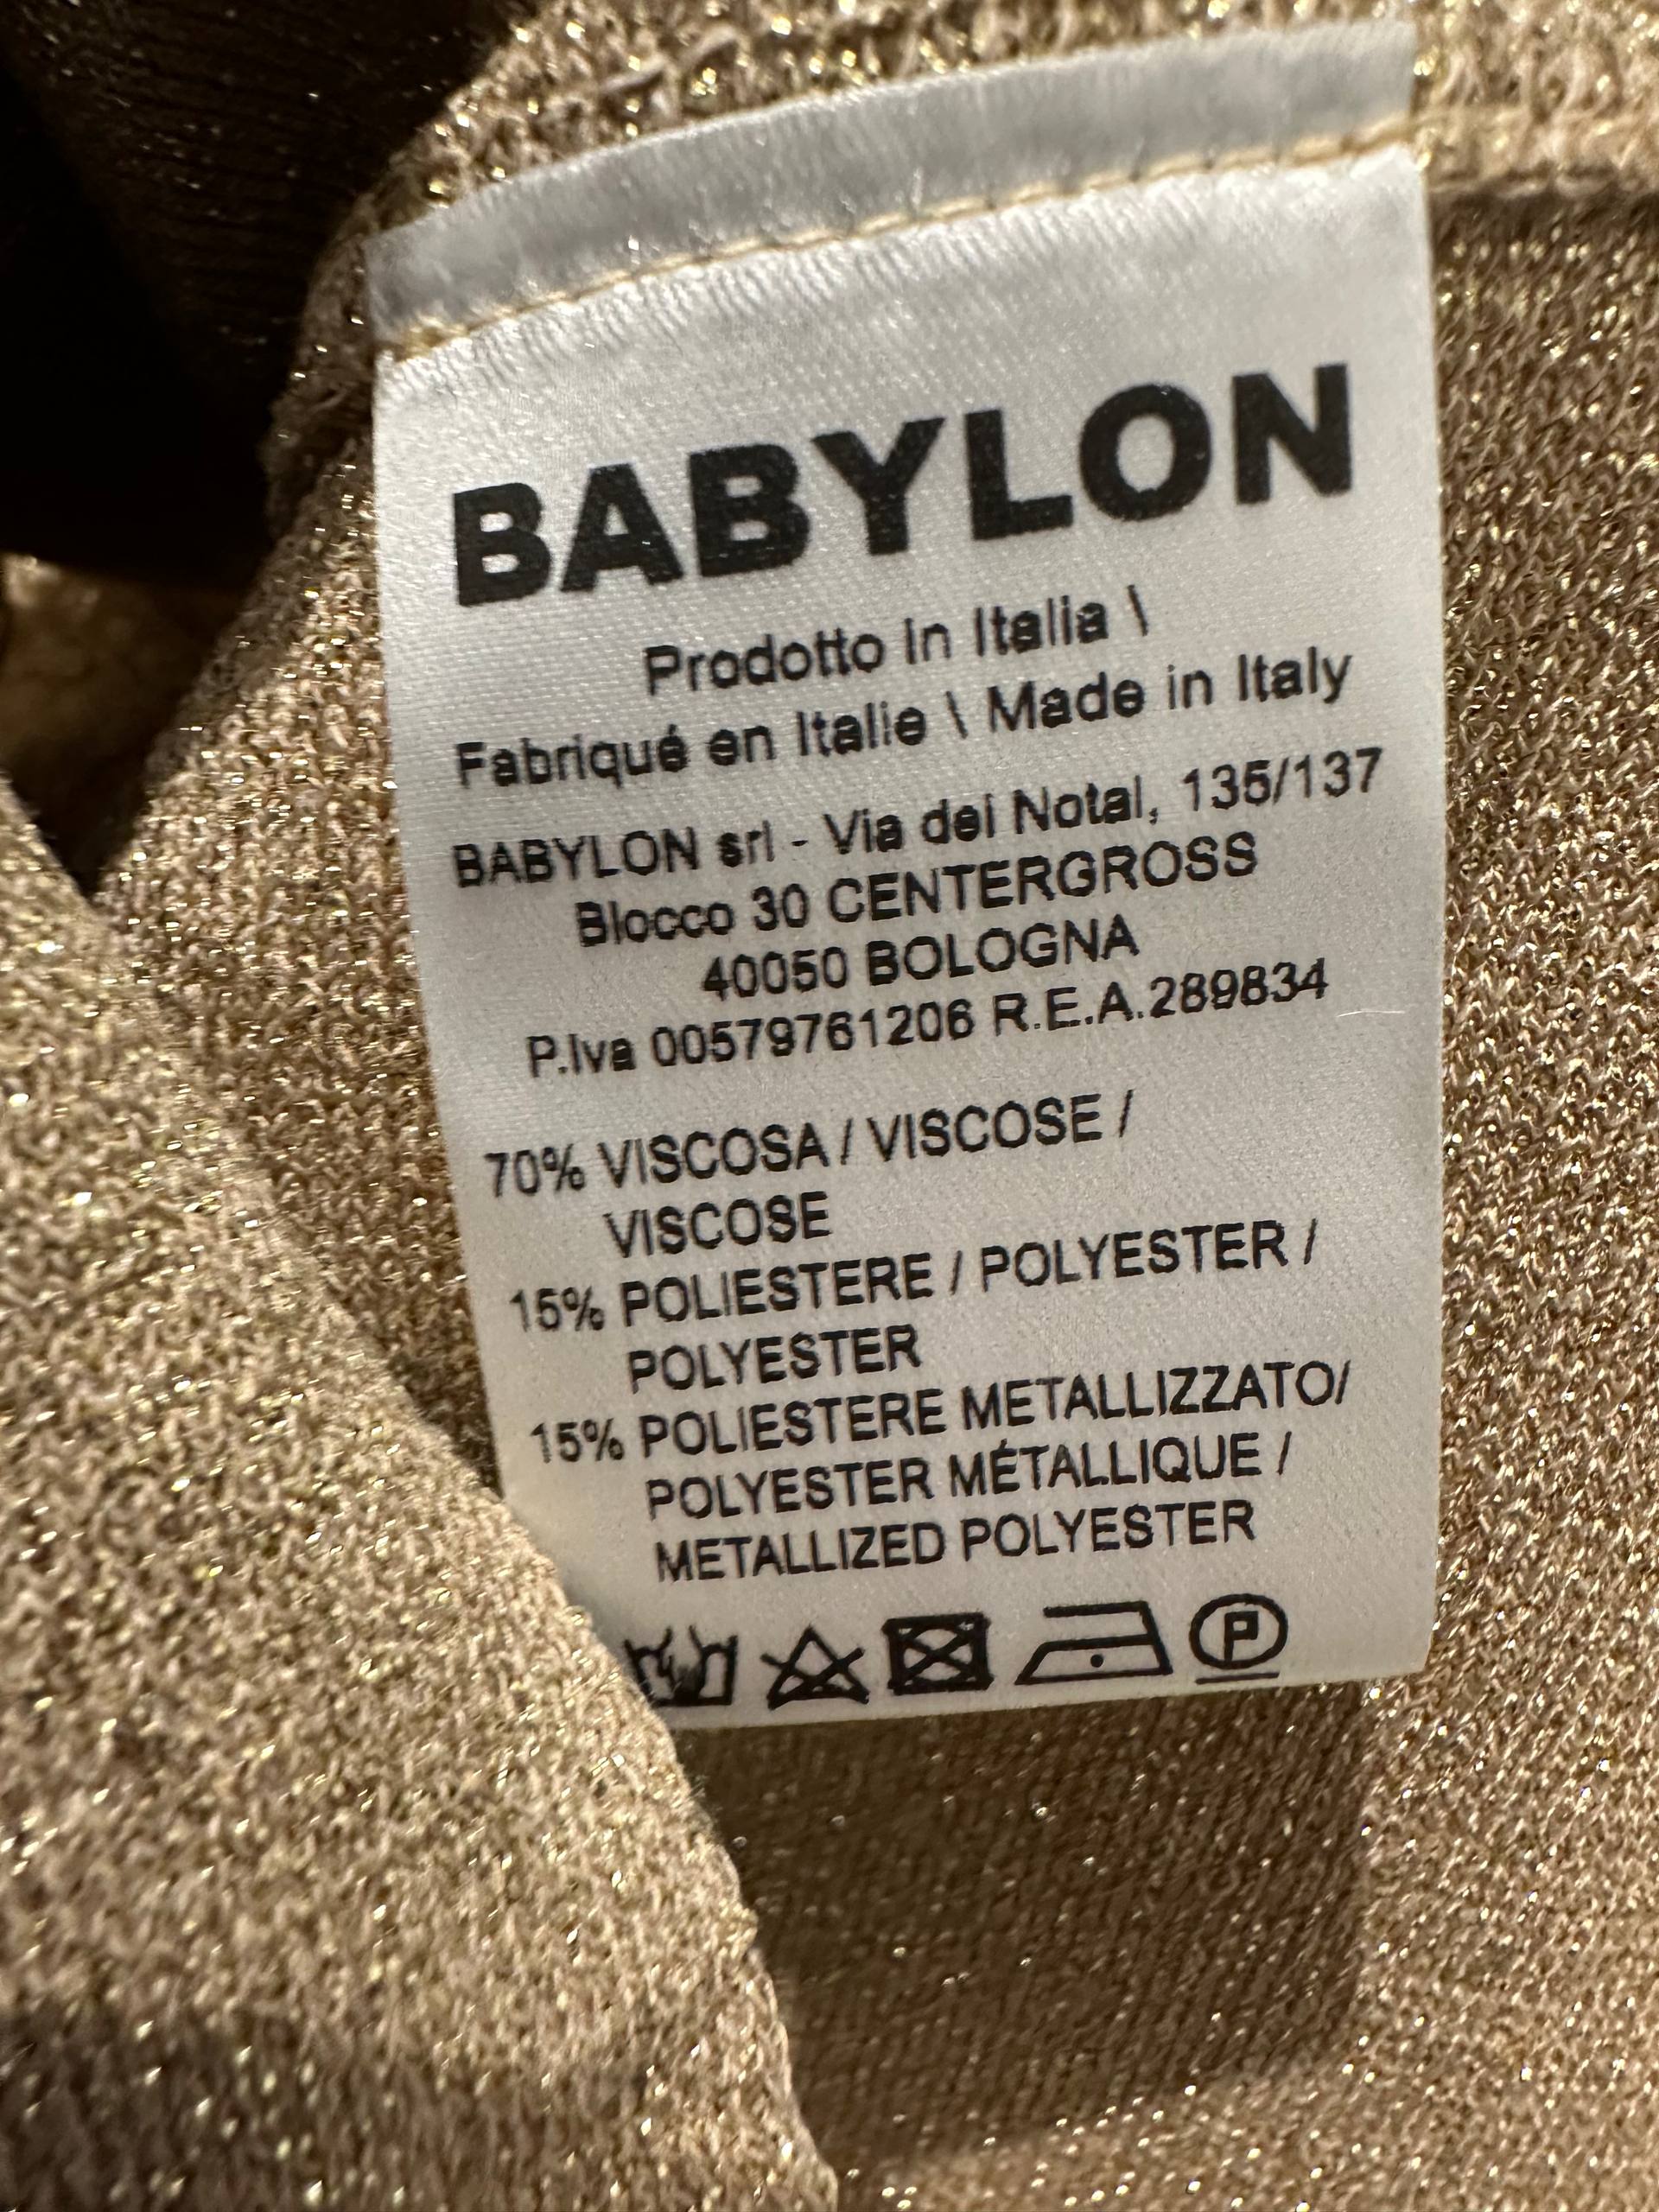 BABYLON
Prodotto in Italia \
Fabriqué en Italie \ Made in Italy
BABYLON srl - Via dei Notai, 135/137
Blocco 30 CENTERGROSS
40050 BOLOGNA
P.Iva 00579761206 R.E.A.289834
70% VISCOSA / VISCOSE /
VISCOSE
15% POLIESTERE / POLYESTER /
POLYESTER
15% POLIESTERE METALLIZZATO/
POLYESTER MÉTALLIQUE /
METALLIZED POLYESTER
P